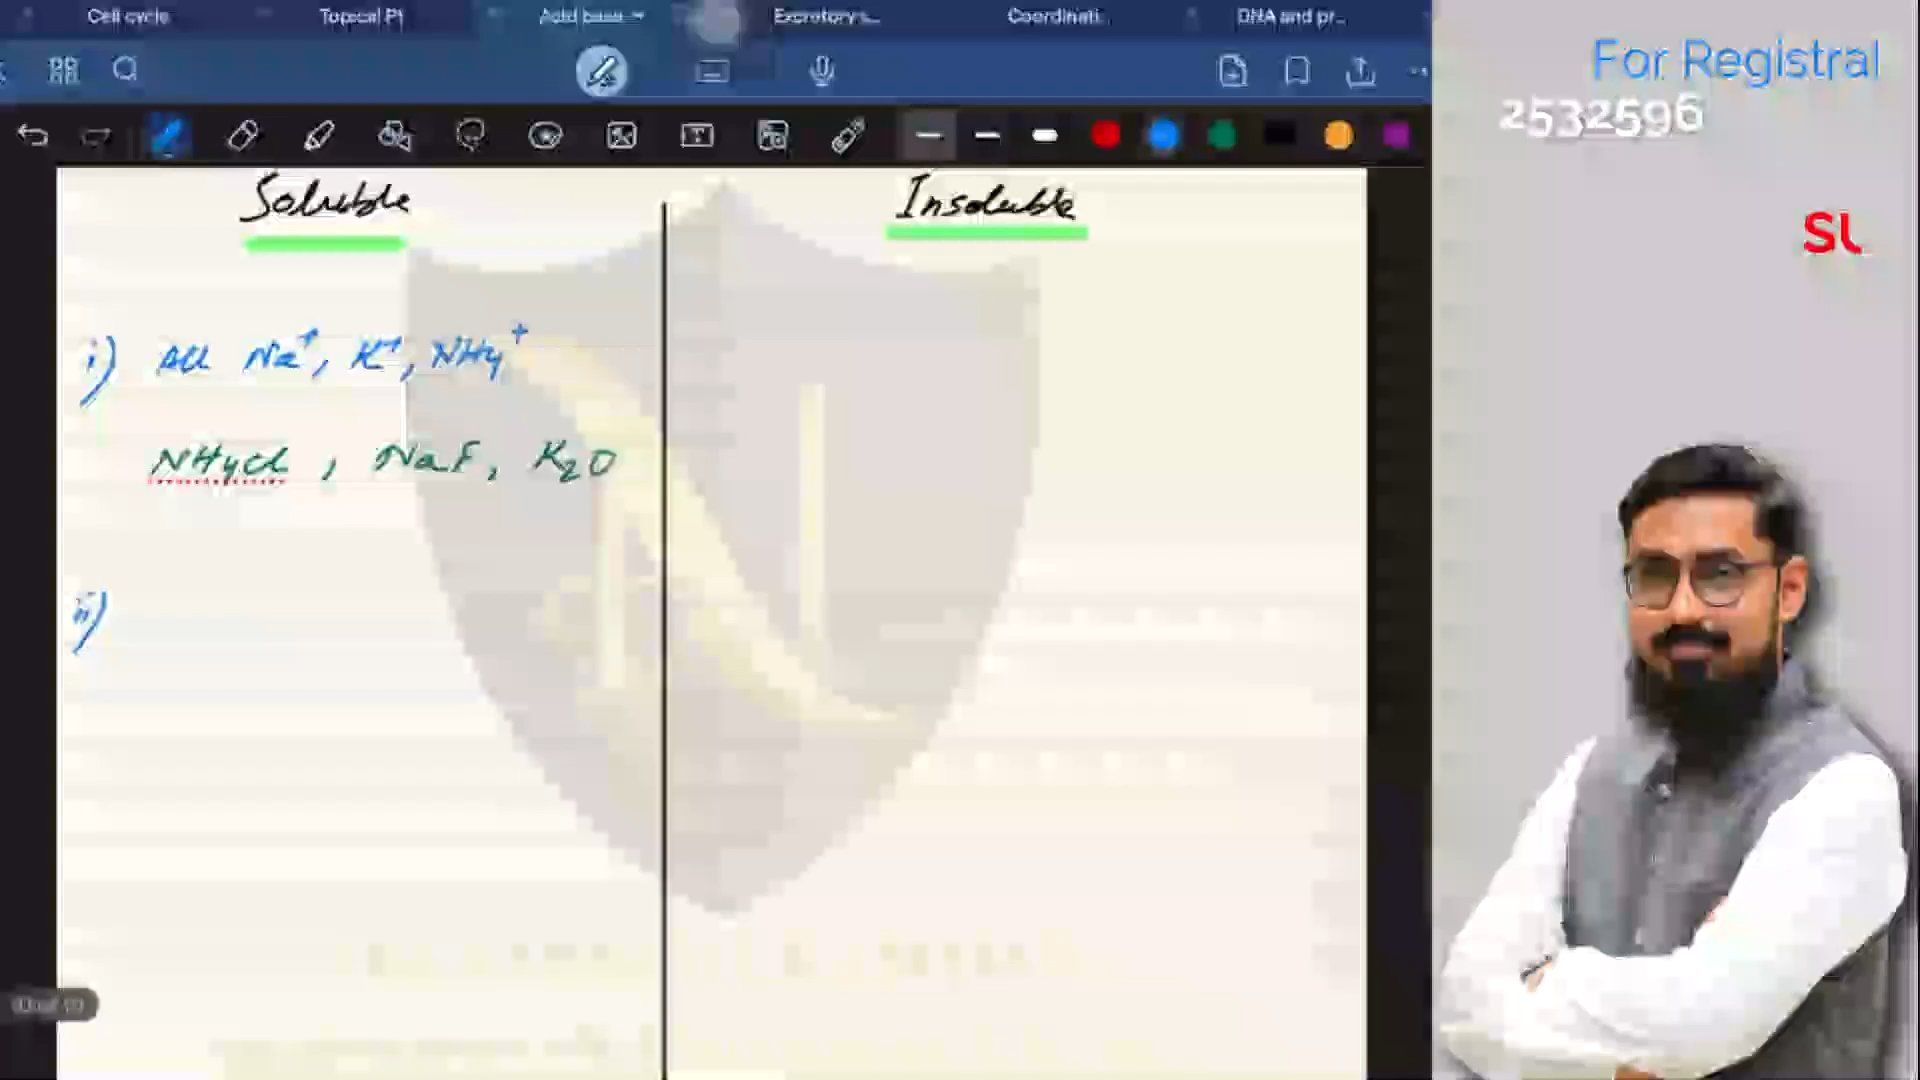 Cell cycle Topical P1 Acid base Excretory s... Coordinati... DNA and pr...
For Registrat
2532596
SL
Soluble Insoluble
i) All Na⁺, K⁺, NH4⁺
NH4Cl , NaF, K2O
ii)